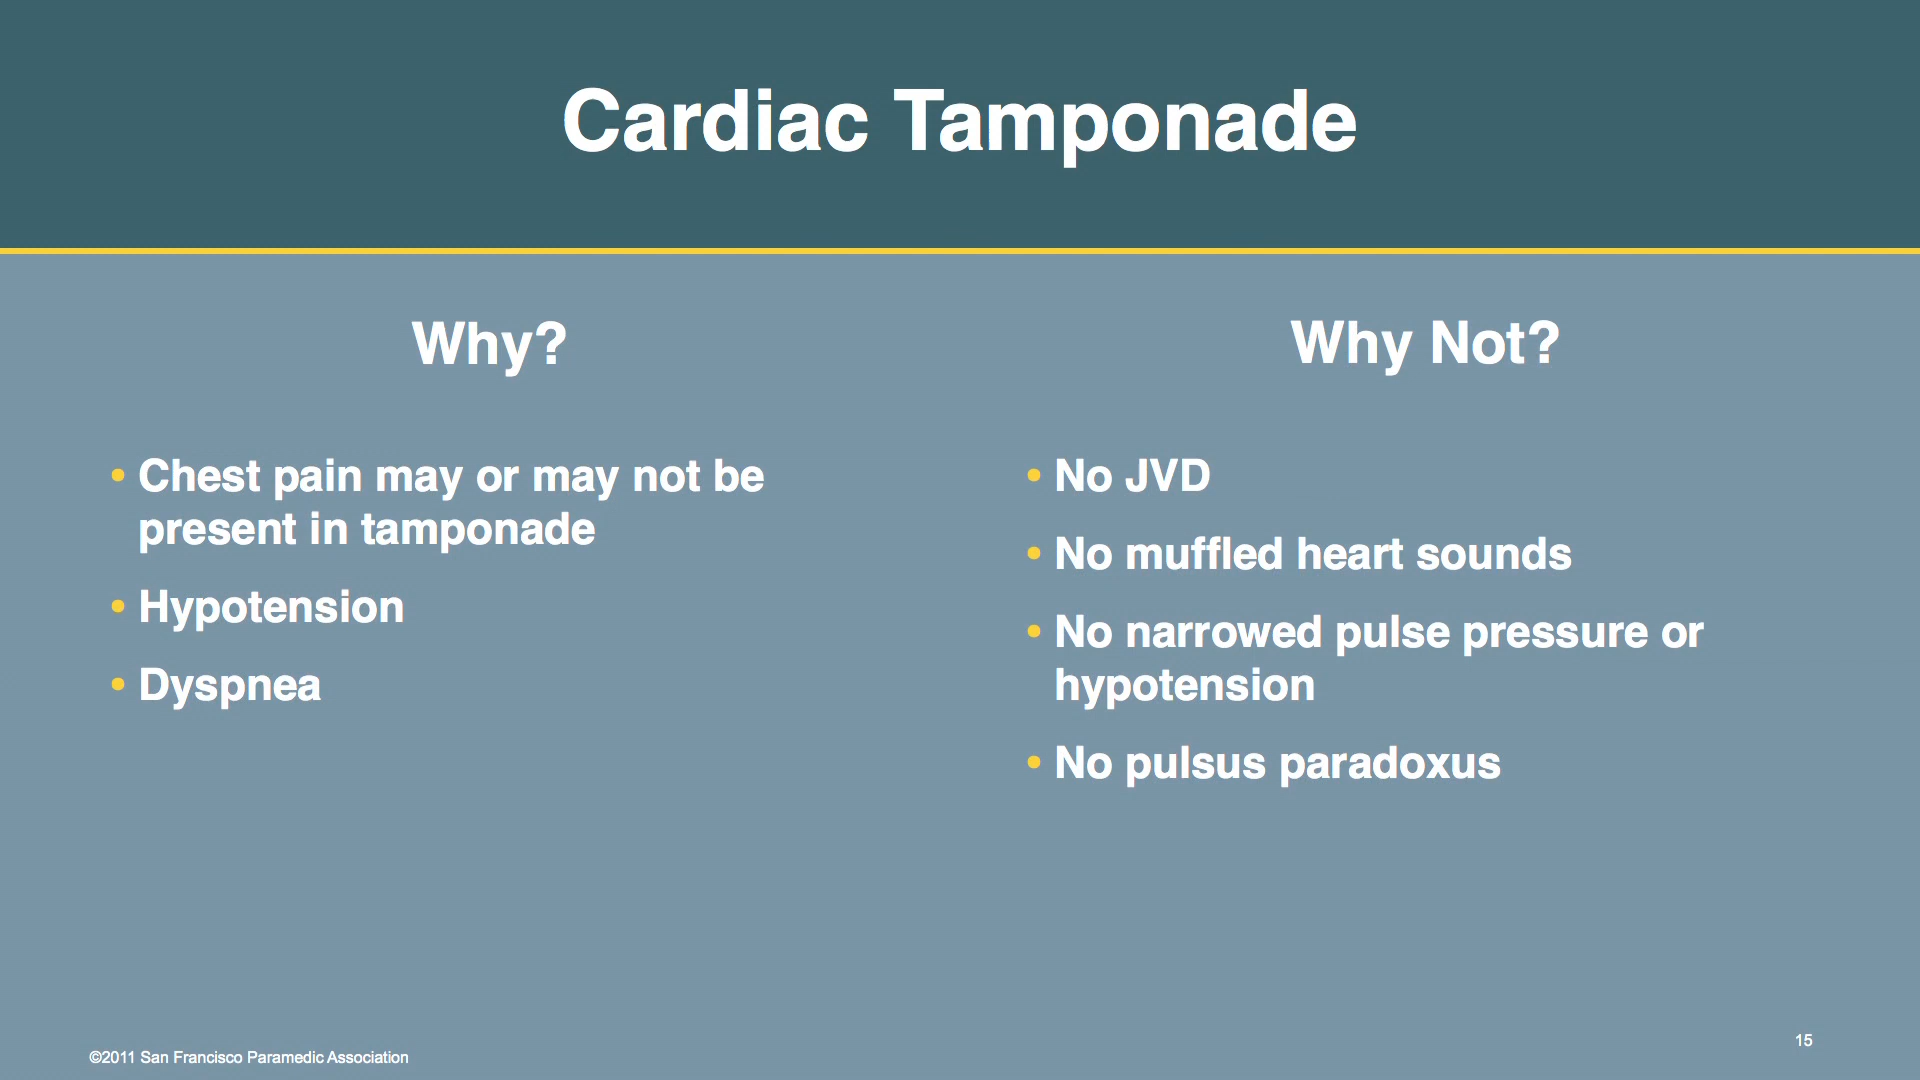 Cardiac Tamponade
Why?
• Chest pain may or may not be
present in tamponade
• Hypotension
• Dyspnea
Why Not?
• No JVD
• No muffled heart sounds
• No narrowed pulse pressure or
hypotension
• No pulsus paradoxus
©2011 San Francisco Paramedic Association
15